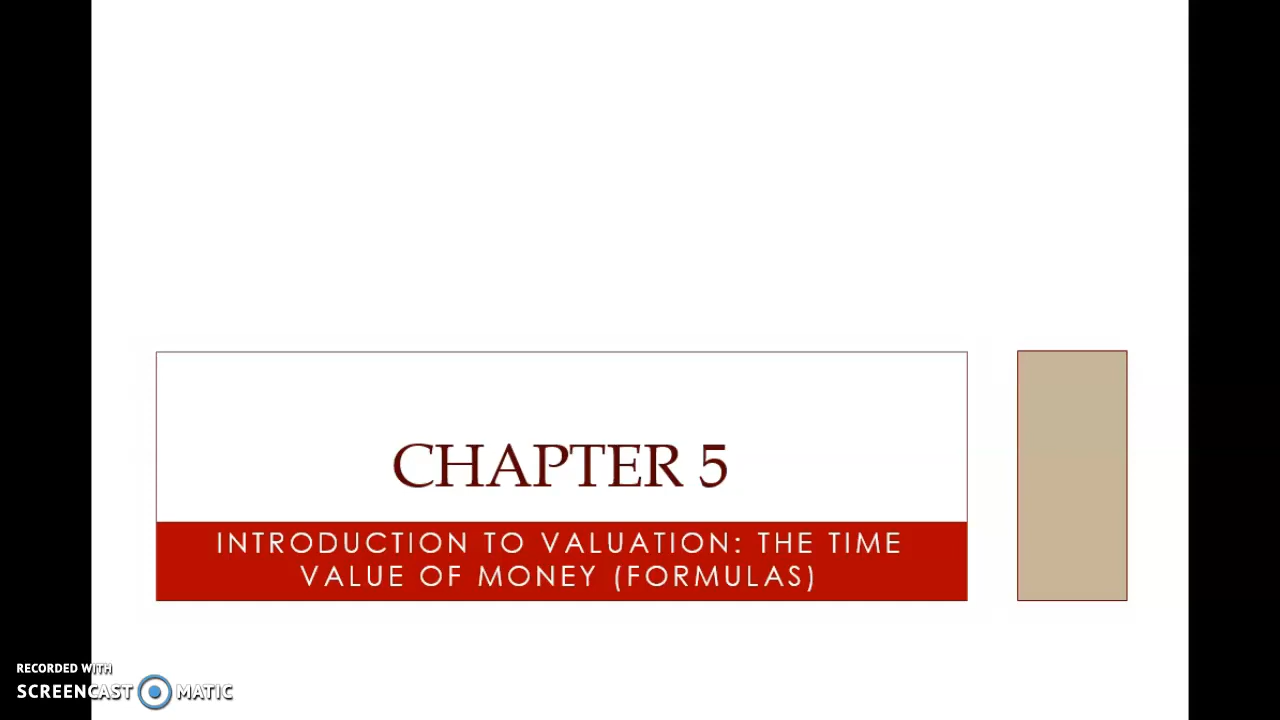 CHAPTER 5
INTRODUCTION TO VALUATION: THE TIME
VALUE OF MONEY (FORMULAS)
RECORDED WITH
SCREENCAST MATIC